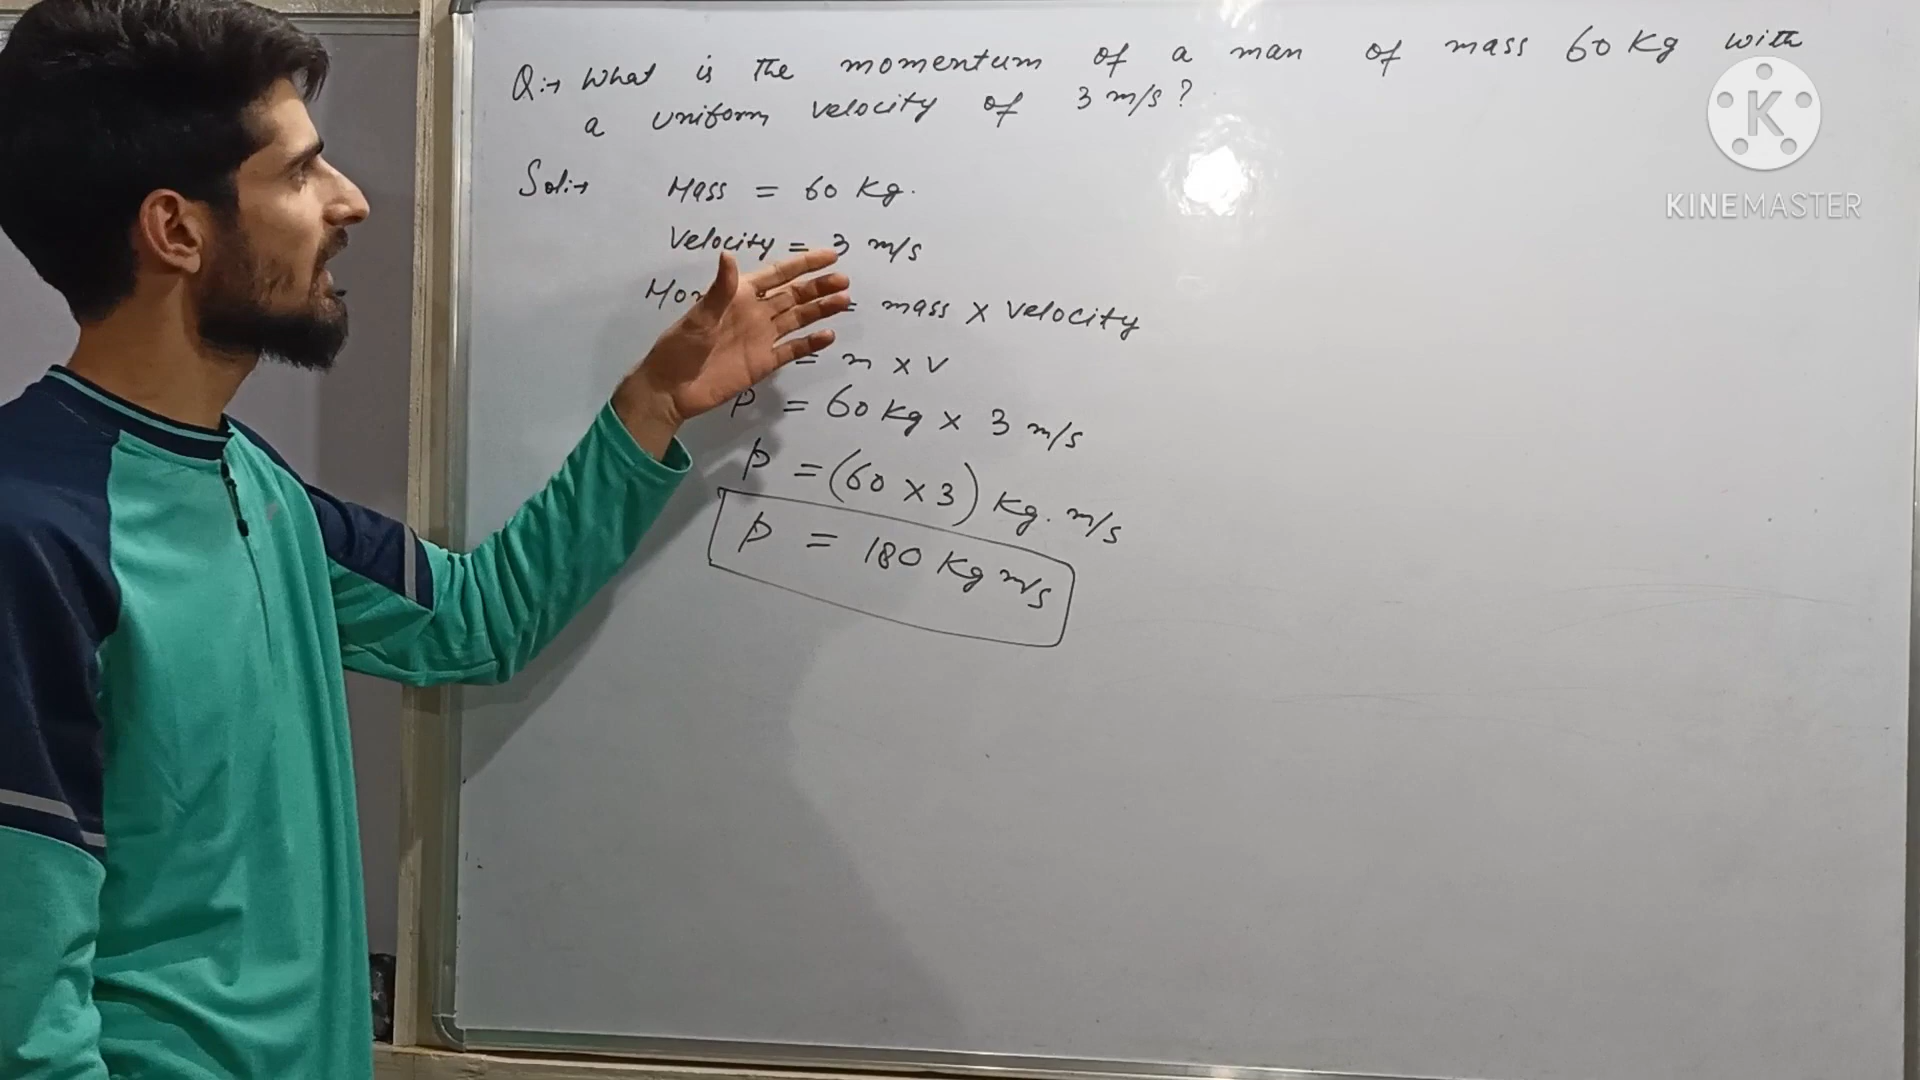 Q:→ What is the momentum of a man of mass 60 Kg with
a uniform velocity of 3 m/s?
Sol:→ Mass = 60 Kg.
Velocity = 3 m/s
= mass × velocity
= m × v
P = 60 Kg × 3 m/s
P = (60 × 3) Kg. m/s
P = 180 Kg m/s
K
KINEMASTER